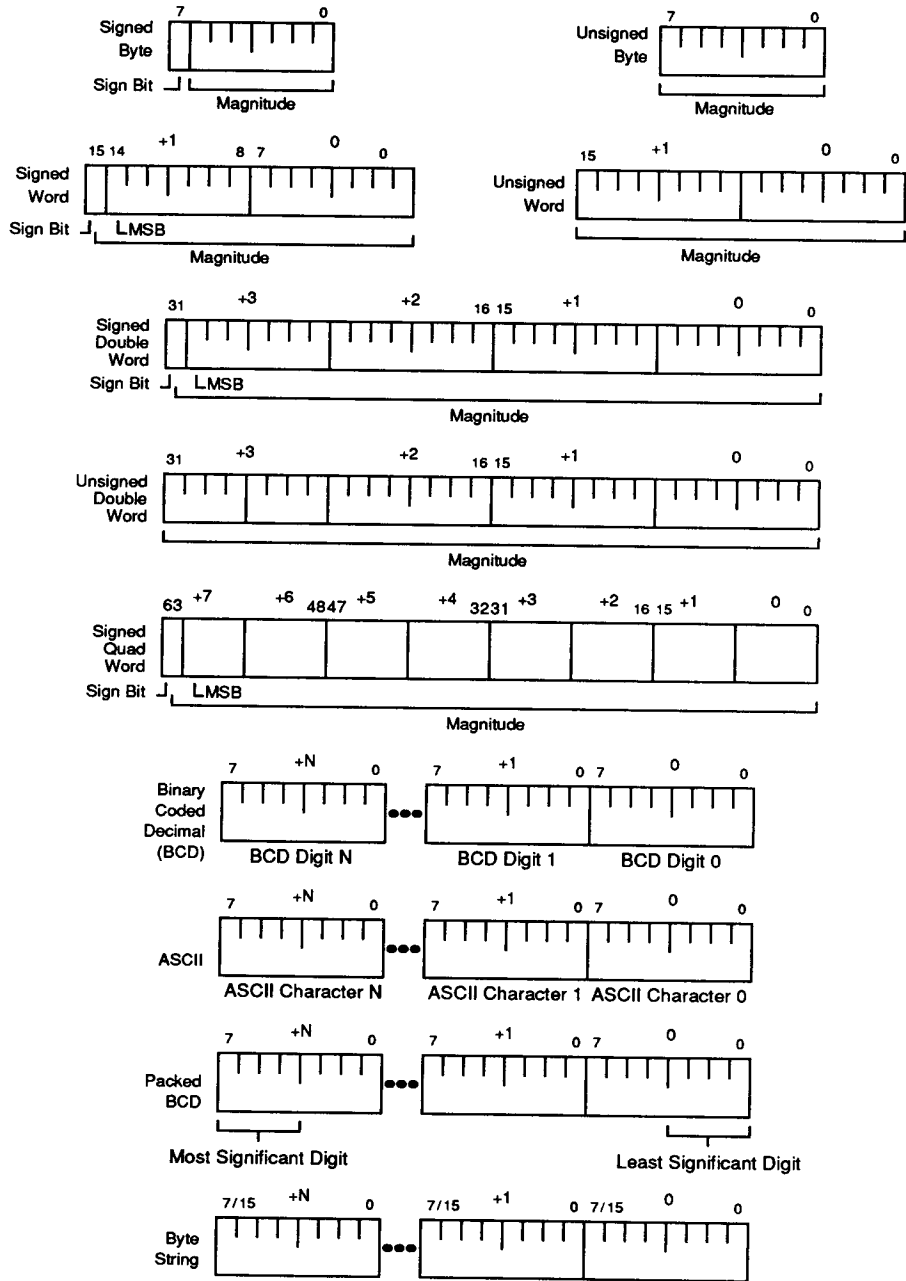 7 0
Signed
Byte
Sign Bit
Magnitude
7 0
Unsigned
Byte
Magnitude
15 14 +1 8 7 0 0
Signed
Word
Sign Bit
MSB
Magnitude
15 +1 0 0
Unsigned
Word
Magnitude
31 +3 +2 16 15 +1 0 0
Signed
Double
Word
Sign Bit
MSB
Magnitude
31 +3 +2 16 15 +1 0 0
Unsigned
Double
Word
Magnitude
63 +7 +6 48 47 +5 +4 32 31 +3 +2 16 15 +1 0 0
Signed
Quad
Word
Sign Bit
MSB
Magnitude
7 +N 0 7 +1 0 7 0 0
Binary
Coded
Decimal
(BCD)
BCD Digit N BCD Digit 1 BCD Digit 0
7 +N 0 7 +1 0 7 0 0
ASCII
ASCII Character N ASCII Character 1 ASCII Character 0
7 +N 0 7 +1 0 7 0 0
Packed
BCD
Most Significant Digit Least Significant Digit
7/15 +N 0 7/15 +1 0 7/15 0 0
Byte
String